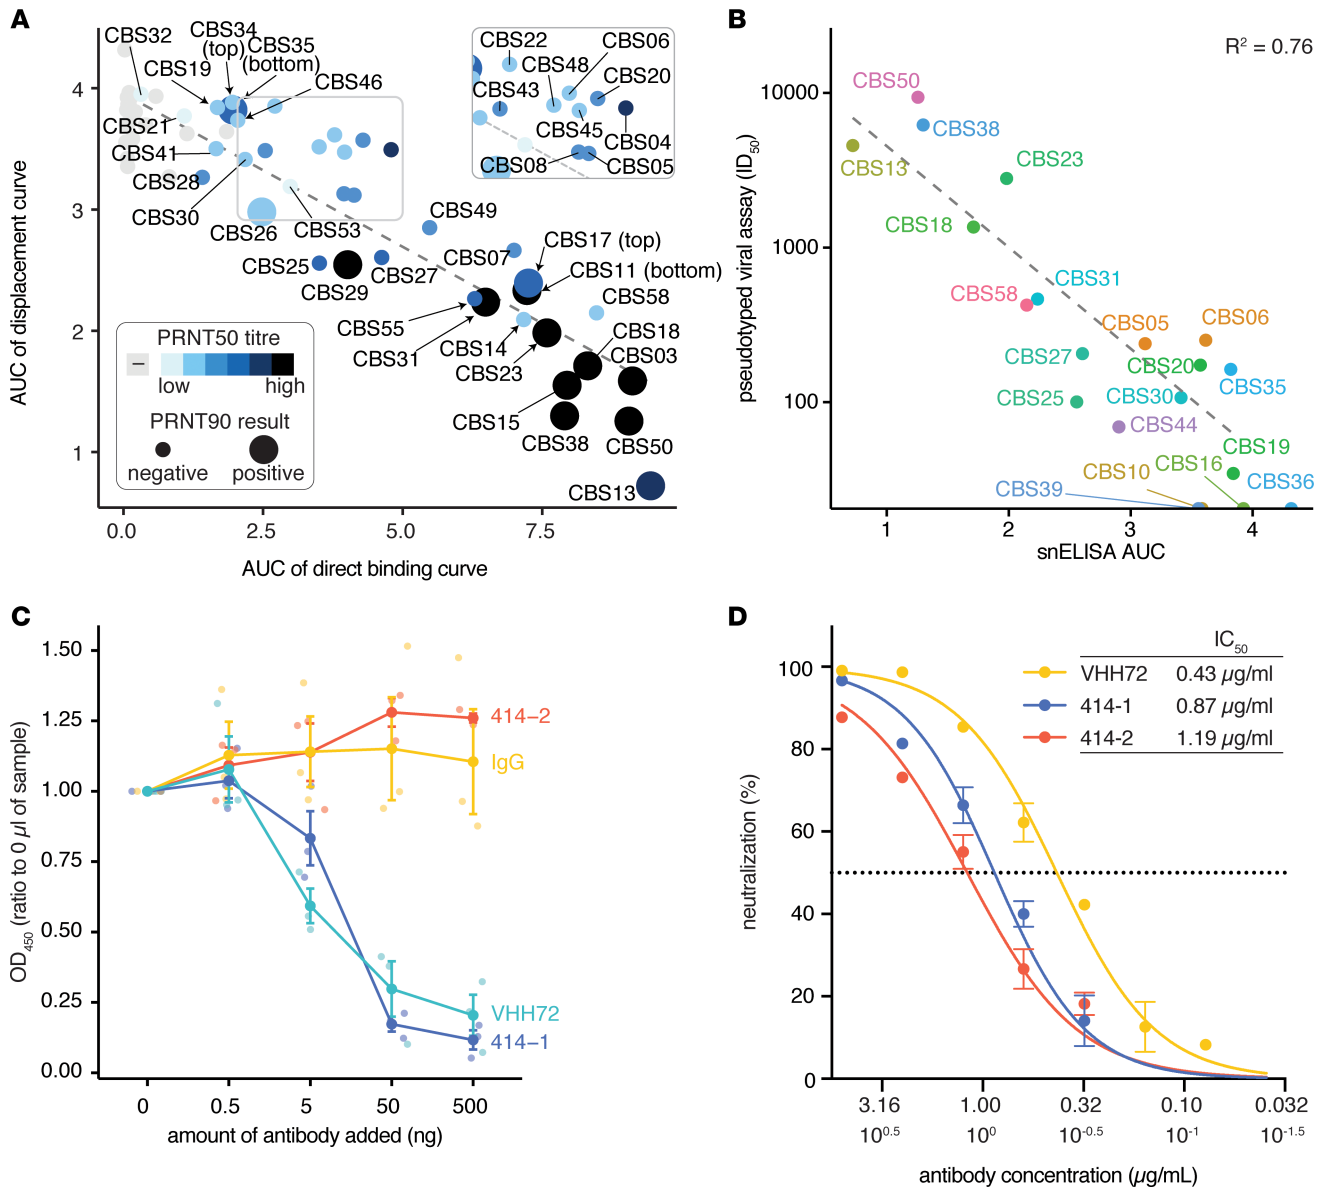 A
CBS32
CBS34
(top)
CBS35
(bottom)
CBS19
CBS46
CBS21
CBS41
CBS28
CBS30
CBS26
CBS53
CBS22
CBS06
CBS48
CBS20
CBS43
CBS45
CBS04
CBS08
CBS05
CBS49
CBS25
CBS27
CBS29
CBS07
CBS17 (top)
CBS11 (bottom)
CBS58
CBS55
CBS31
CBS14
CBS18
CBS23
CBS03
CBS15
CBS38
CBS50
CBS13
PRNT50 titre
–
low
high
PRNT90 result
negative
positive
4
3
2
1
0.0
2.5
5.0
7.5
AUC of displacement curve
AUC of direct binding curve
B
R² = 0.76
CBS50
CBS38
CBS13
CBS23
CBS18
CBS31
CBS58
CBS05
CBS06
CBS27
CBS20
CBS35
CBS25
CBS30
CBS44
CBS19
CBS10
CBS16
CBS39
CBS36
10000
1000
100
1
2
3
4
pseudotyped viral assay (ID₅₀)
snELISA AUC
C
1.50
1.25
1.00
0.75
0.50
0.25
0.00
414–2
IgG
VHH72
414–1
0
0.5
5
50
500
OD₄₅₀ (ratio to 0 µl of sample)
amount of antibody added (ng)
D
IC₅₀
VHH72 0.43 µg/ml
414-1 0.87 µg/ml
414-2 1.19 µg/ml
100
80
60
40
20
0
neutralization (%)
3.16 1.00 0.32 0.10 0.032
10⁰·⁵ 10⁰ 10⁻⁰·⁵ 10⁻¹ 10⁻¹·⁵
antibody concentration (µg/mL)